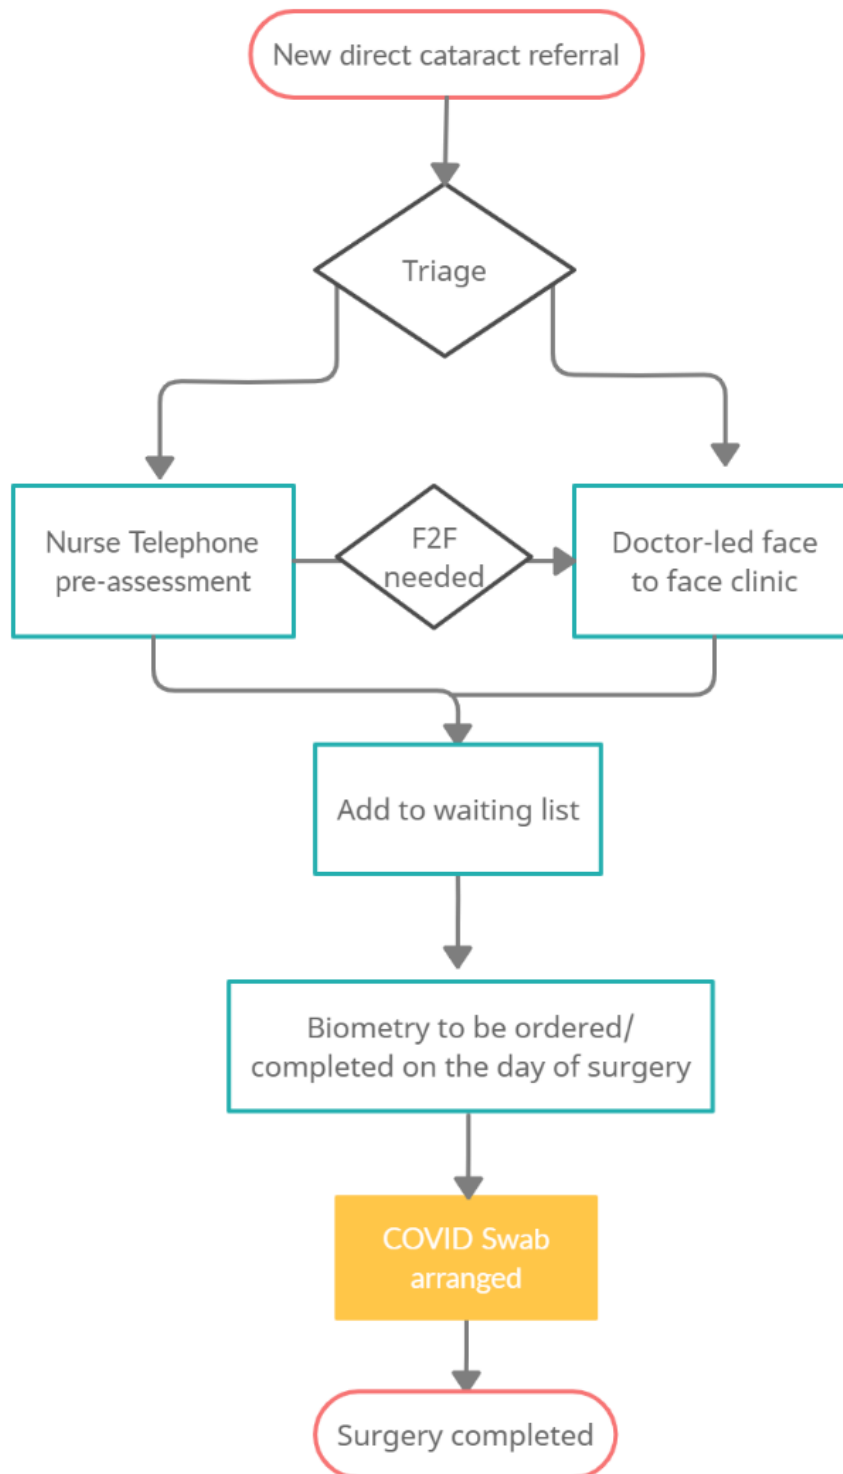 New direct cataract referral
Triage
Nurse Telephone
pre-assessment
F2F
needed
Doctor-led face
to face clinic
Add to waiting list
Biometry to be ordered/
completed on the day of surgery
COVID Swab
arranged
Surgery completed